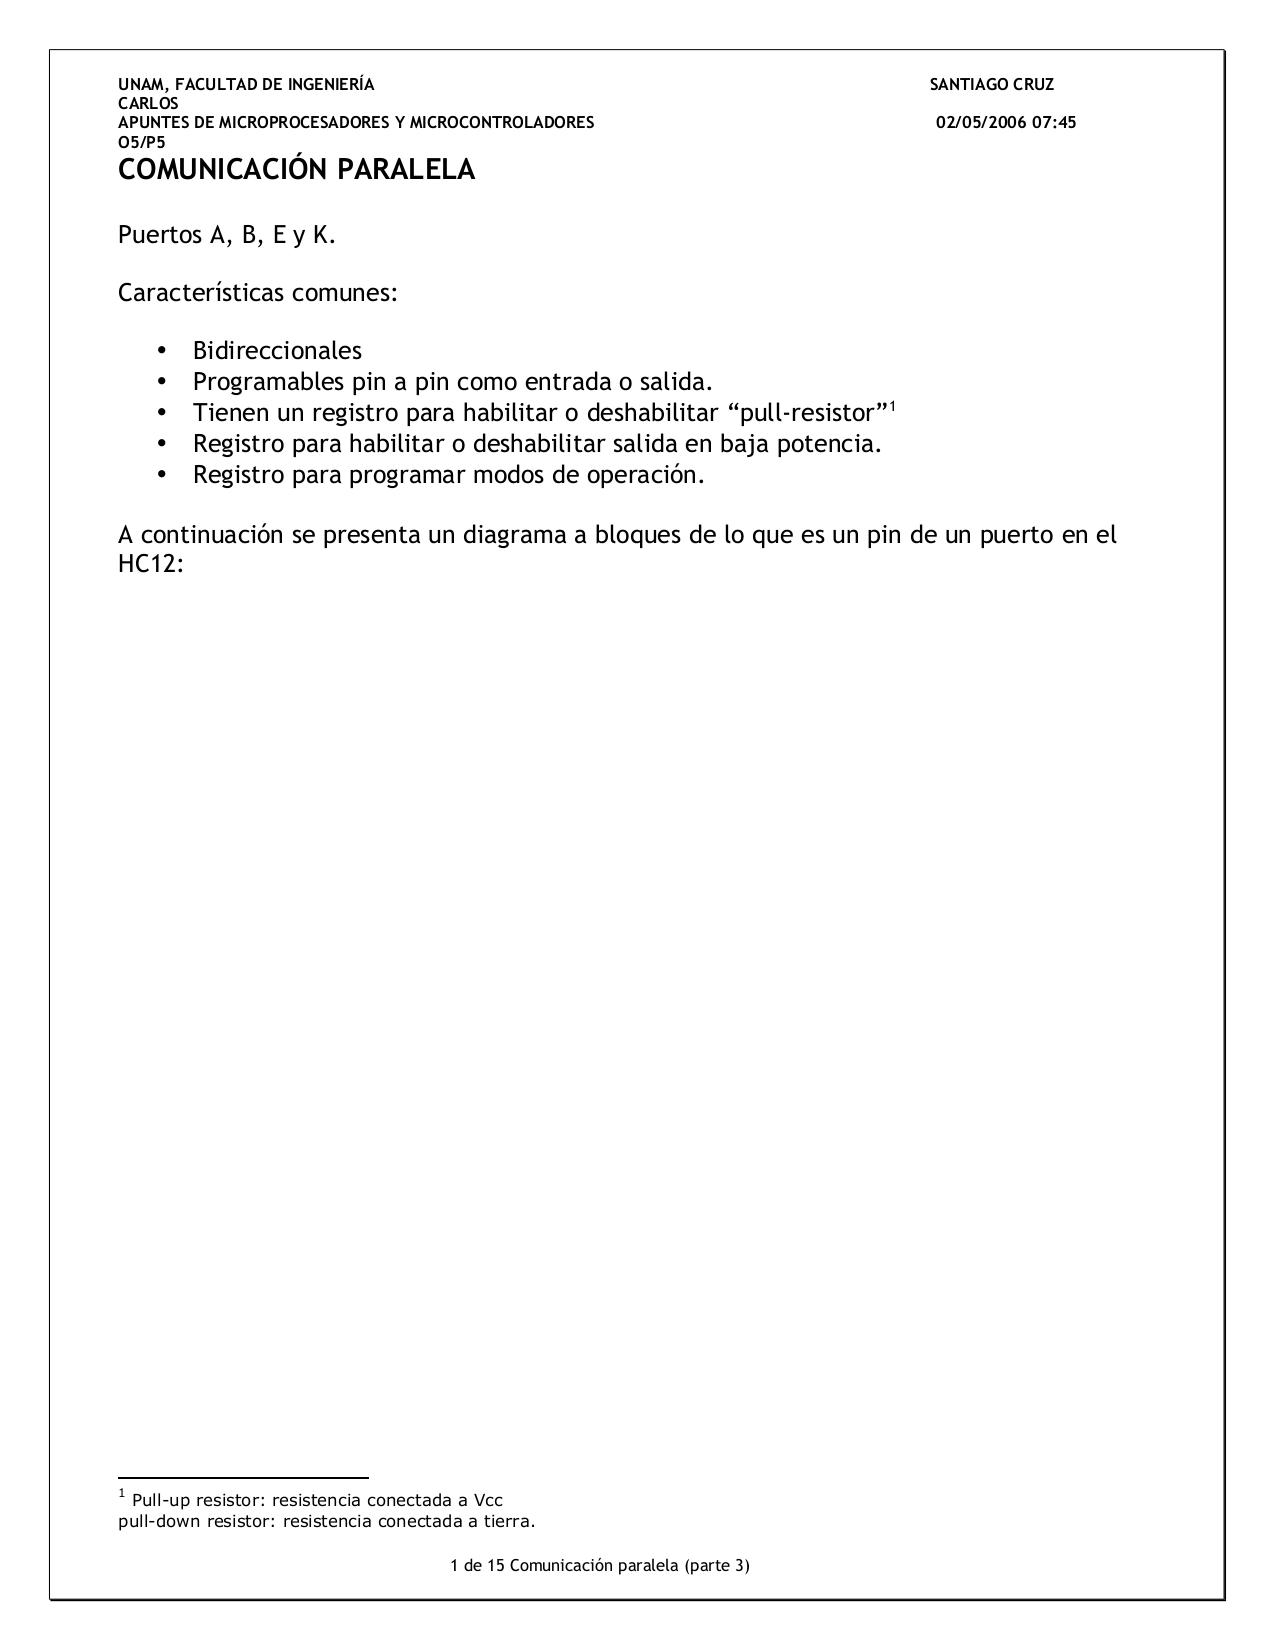 UNAM, FACULTAD DE INGENIERÍA SANTIAGO CRUZ
CARLOS
APUNTES DE MICROPROCESADORES Y MICROCONTROLADORES 02/05/2006 07:45
O5/P5
COMUNICACIÓN PARALELA
Puertos A, B, E y K.
Características comunes:
• Bidireccionales
• Programables pin a pin como entrada o salida.
• Tienen un registro para habilitar o deshabilitar “pull-resistor”1
• Registro para habilitar o deshabilitar salida en baja potencia.
• Registro para programar modos de operación.
A continuación se presenta un diagrama a bloques de lo que es un pin de un puerto en el
HC12:
1 Pull-up resistor: resistencia conectada a Vcc
pull-down resistor: resistencia conectada a tierra.
1 de 15 Comunicación paralela (parte 3)